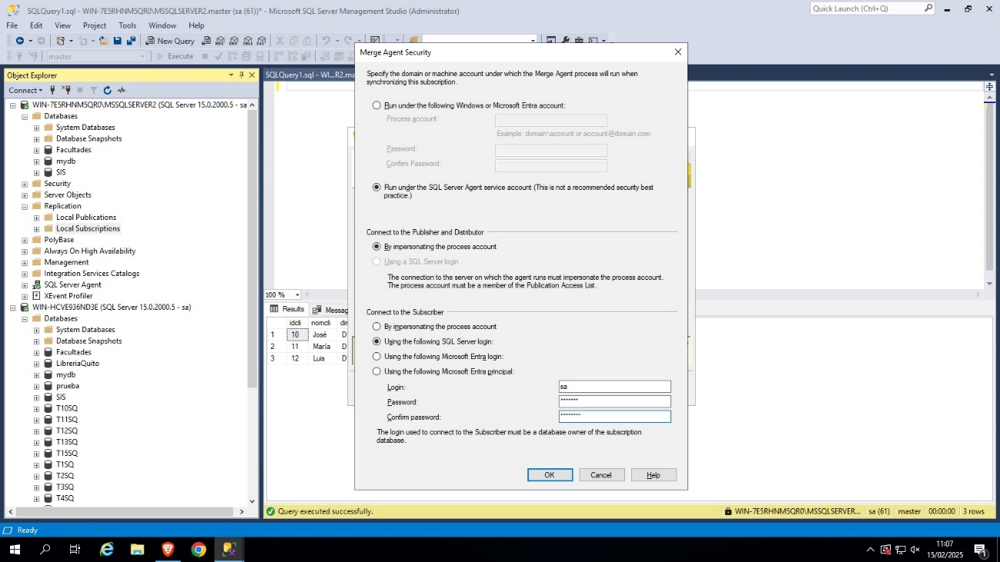 SQLQuery1.sql - WIN-7E5RHNM5QR0\MSSQLSERVER2.master (sa (61))* - Microsoft SQL Server Management Studio (Administrator)
Quick Launch (Ctrl+Q)
File Edit View Project Tools Window Help
New Query
master
Execute
Object Explorer
Connect
WIN-7E5RHNM5QR0\MSSQLSERVER2 (SQL Server 15.0.2000.5 - sa
Databases
System Databases
Database Snapshots
Facultades
mydb
SIS
Security
Server Objects
Replication
Local Publications
Local Subscriptions
PolyBase
Always On High Availability
Management
Integration Services Catalogs
SQL Server Agent
XEvent Profiler
WIN-HCVE936ND3E (SQL Server 15.0.2000.5 - sa)
Databases
System Databases
Database Snapshots
Facultades
LibreriaQuito
mydb
prueba
SIS
T10SQ
T11SQ
T12SQ
T13SQ
T15SQ
T1SQ
T2SQ
T3SQ
T4SQ
SQLQuery1.sql - WI...R2.ma
100 %
Results Messag
idcli nomcli dir
1 10 José D'
2 11 María D'
3 12 Luis D'
Merge Agent Security
Specify the domain or machine account under which the Merge Agent process will run when
synchronizing this subscription.
Run under the following Windows or Microsoft Entra account:
Process account:
Example: domain\account or account@domain.com
Password:
Confirm Password:
Run under the SQL Server Agent service account (This is not a recommended security best
practice.)
Connect to the Publisher and Distributor
By impersonating the process account
Using a SQL Server login
The connection to the server on which the agent runs must impersonate the process account.
The process account must be a member of the Publication Access List.
Connect to the Subscriber
By impersonating the process account
Using the following SQL Server login:
Using the following Microsoft Entra login:
Using the following Microsoft Entra principal:
Login: sa
Password: *******
Confirm password: ********
The login used to connect to the Subscriber must be a database owner of the subscription
database.
OK Cancel Help
Query executed successfully.
WIN-7E5RHNM5QR0\MSSQLSERVER... sa (61) master 00:00:00 3 rows
Ready
11:07
15/02/2025
1